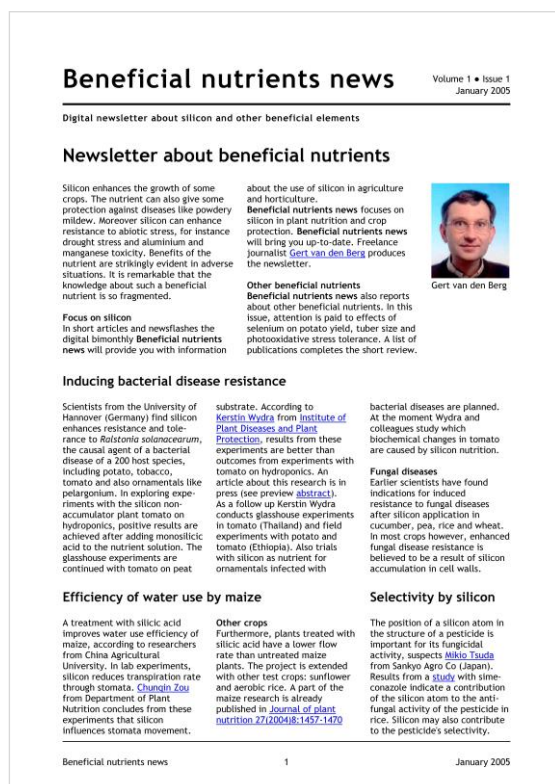 Beneficial nutrients news
Volume 1 ● Issue 1
January 2005
Digital newsletter about silicon and other beneficial elements
Newsletter about beneficial nutrients
Silicon enhances the growth of some
crops. The nutrient can also give some
protection against diseases like powdery
mildew. Moreover silicon can enhance
resistance to abiotic stress, for instance
drought stress and aluminium and
manganese toxicity. Benefits of the
nutrient are strikingly evident in adverse
situations. It is remarkable that the
knowledge about such a beneficial
nutrient is so fragmented.
Focus on silicon
In short articles and newsflashes the
digital bimonthly Beneficial nutrients
news will provide you with information
about the use of silicon in agriculture
and horticulture.
Beneficial nutrients news focuses on
silicon in plant nutrition and crop
protection. Beneficial nutrients news
will bring you up-to-date. Freelance
journalist Gert van den Berg produces
the newsletter.
Other beneficial nutrients
Beneficial nutrients news also reports
about other beneficial nutrients. In this
issue, attention is paid to effects of
selenium on potato yield, tuber size and
photooxidative stress tolerance. A list of
publications completes the short review.
Gert van den Berg
Inducing bacterial disease resistance
Scientists from the University of
Hannover (Germany) find silicon
enhances resistance and tole-
rance to Ralstonia solanacearum,
the causal agent of a bacterial
disease of a 200 host species,
including potato, tobacco,
tomato and also ornamentals like
pelargonium. In exploring expe-
riments with the silicon non-
accumulator plant tomato on
hydroponics, positive results are
achieved after adding monosilicic
acid to the nutrient solution. The
glasshouse experiments are
continued with tomato on peat
substrate. According to
Kerstin Wydra from Institute of
Plant Diseases and Plant
Protection, results from these
experiments are better than
outcomes from experiments with
tomato on hydroponics. An
article about this research is in
press (see preview abstract).
As a follow up Kerstin Wydra
conducts glasshouse experiments
in tomato (Thailand) and field
experiments with potato and
tomato (Ethiopia). Also trials
with silicon as nutrient for
ornamentals infected with
bacterial diseases are planned.
At the moment Wydra and
colleagues study which
biochemical changes in tomato
are caused by silicon nutrition.
Fungal diseases
Earlier scientists have found
indications for induced
resistance to fungal diseases
after silicon application in
cucumber, pea, rice and wheat.
In most crops however, enhanced
fungal disease resistance is
believed to be a result of silicon
accumulation in cell walls.
Efficiency of water use by maize
A treatment with silicic acid
improves water use efficiency of
maize, according to researchers
from China Agricultural
University. In lab experiments,
silicon reduces transpiration rate
through stomata. Chunqin Zou
from Department of Plant
Nutrition concludes from these
experiments that silicon
influences stomata movement.
Other crops
Furthermore, plants treated with
silicic acid have a lower flow
rate than untreated maize
plants. The project is extended
with other test crops: sunflower
and aerobic rice. A part of the
maize research is already
published in Journal of plant
nutrition 27(2004)8:1457-1470
Selectivity by silicon
The position of a silicon atom in
the structure of a pesticide is
important for its fungicidal
activity, suspects Mikio Tsuda
from Sankyo Agro Co (Japan).
Results from a study with sime-
conazole indicate a contribution
of the silicon atom to the anti-
fungal activity of the pesticide in
rice. Silicon may also contribute
to the pesticide's selectivity.
Beneficial nutrients news
1
January 2005